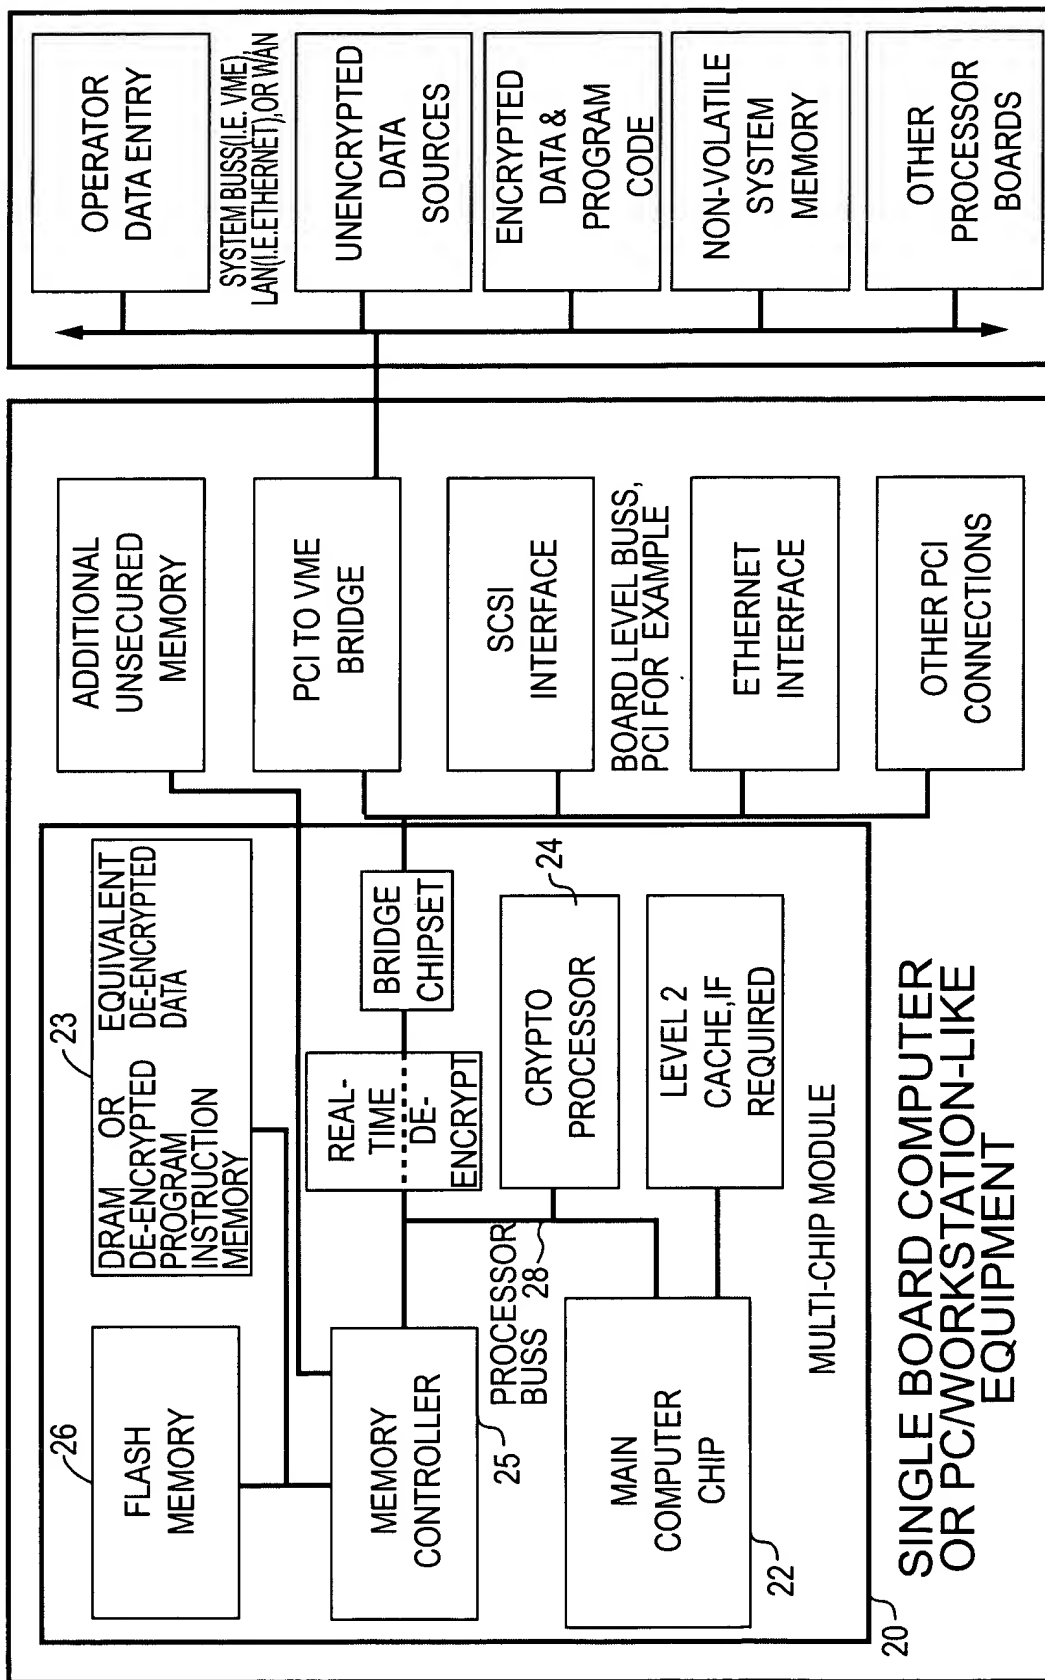 26
FLASH
MEMORY
23
DRAM OR EQUIVALENT
DE-ENCRYPTED DE-ENCRYPTED
PROGRAM DATA
INSTRUCTION
MEMORY
ADDITIONAL
UNSECURED
MEMORY
OPERATOR
DATA ENTRY
SYSTEM BUSS(I.E. VME),
LAN(I.E.ETHERNET),OR WAN
MEMORY
CONTROLLER
25
REAL-
TIME
DE-
ENCRYPT
BRIDGE
CHIPSET
PCI TO VME
BRIDGE
UNENCRYPTED
DATA
SOURCES
PROCESSOR
BUSS 28
CRYPTO
PROCESSOR
24
SCSI
INTERFACE
ENCRYPTED
DATA &
PROGRAM
CODE
BOARD LEVEL BUSS,
PCI FOR EXAMPLE
MAIN
COMPUTER
CHIP
22
LEVEL 2
CACHE,IF
REQUIRED
ETHERNET
INTERFACE
NON-VOLATILE
SYSTEM
MEMORY
MULTI-CHIP MODULE
20
OTHER PCI
CONNECTIONS
OTHER
PROCESSOR
BOARDS
SINGLE BOARD COMPUTER
OR PC/WORKSTATION-LIKE
EQUIPMENT